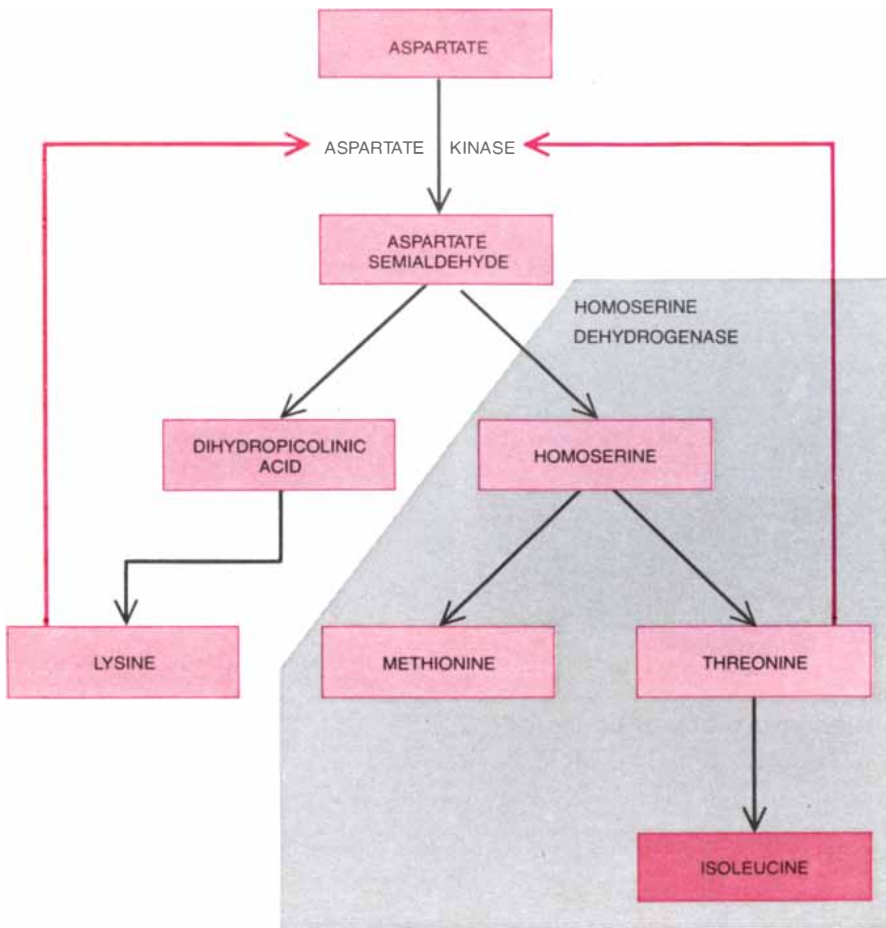 ASPARTATE
ASPARTATE KINASE
ASPARTATE
SEMIALDEHYDE
HOMOSERINE
DEHYDROGENASE
DIHYDROPICOLINIC
ACID
HOMOSERINE
LYSINE
METHIONINE
THREONINE
ISOLEUCINE